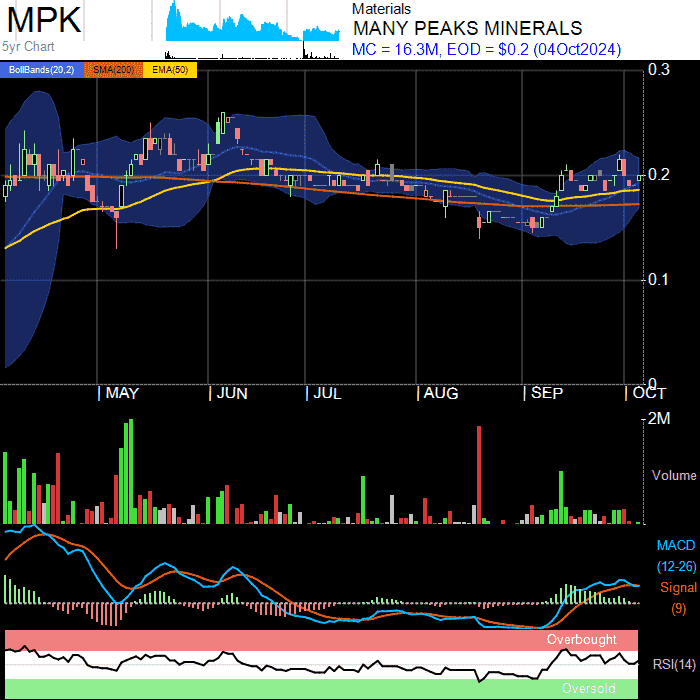 MPK
5yr Chart
Materials
MANY PEAKS MINERALS
MC = 16.3M, EOD = $0.2 (04Oct2024)
BollBands(20,2) SMA(200) EMA(50)
0.3
0.2
0.1
0
MAY JUN JUL AUG SEP OCT
2M
Volume
MACD
(12-26)
Signal
(9)
Overbought
RSI(14)
Oversold